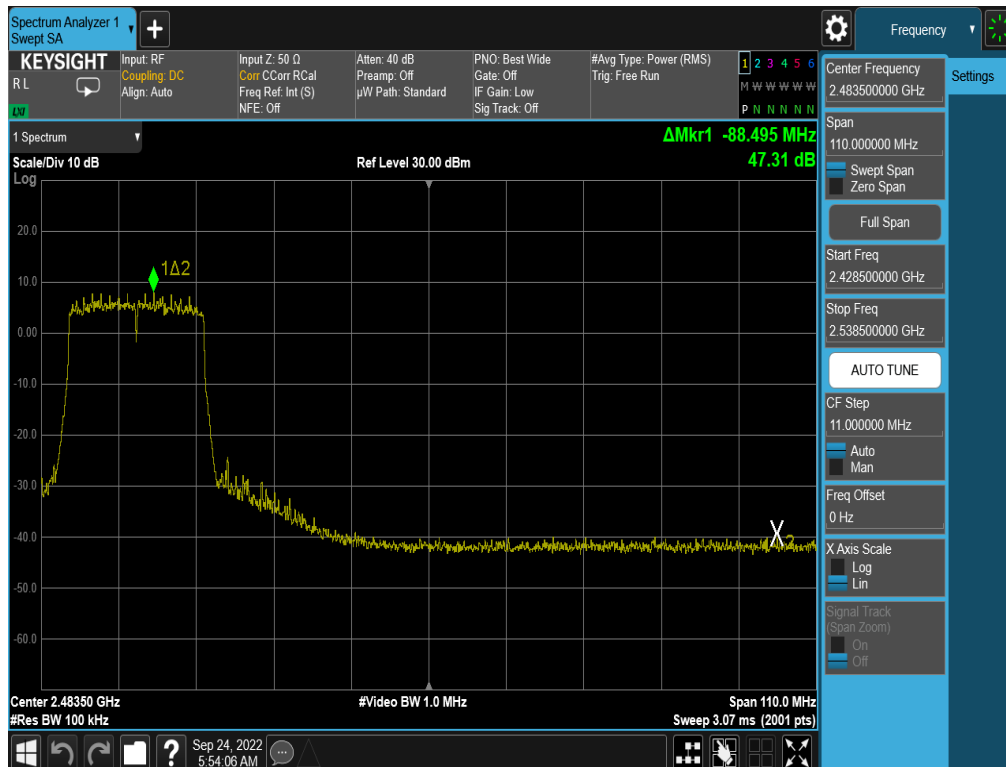 Spectrum Analyzer 1
Swept SA
Frequency
KEYSIGHT
R L
LXI
Input: RF
Coupling: DC
Align: Auto
Input Z: 50 Ω
Corr CCorr RCal
Freq Ref: Int (S)
NFE: Off
Atten: 40 dB
Preamp: Off
µW Path: Standard
PNO: Best Wide
Gate: Off
IF Gain: Low
Sig Track: Off
#Avg Type: Power (RMS)
Trig: Free Run
1 2 3 4 5 6
M W W W W W
P N N N N N
1 Spectrum
Scale/Div 10 dB
Log
Ref Level 30.00 dBm
ΔMkr1 -88.495 MHz
47.31 dB
20.0
10.0
0.00
-10.0
-20.0
-30.0
-40.0
-50.0
-60.0
1Δ2
X
Center 2.48350 GHz
#Res BW 100 kHz
#Video BW 1.0 MHz
Span 110.0 MHz
Sweep 3.07 ms (2001 pts)
Center Frequency
2.483500000 GHz
Settings
Span
110.000000 MHz
Swept Span
Zero Span
Full Span
Start Freq
2.428500000 GHz
Stop Freq
2.538500000 GHz
AUTO TUNE
CF Step
11.000000 MHz
Auto
Man
Freq Offset
0 Hz
X Axis Scale
Log
Lin
Signal Track
(Span Zoom)
On
Off
?
Sep 24, 2022
5:54:06 AM